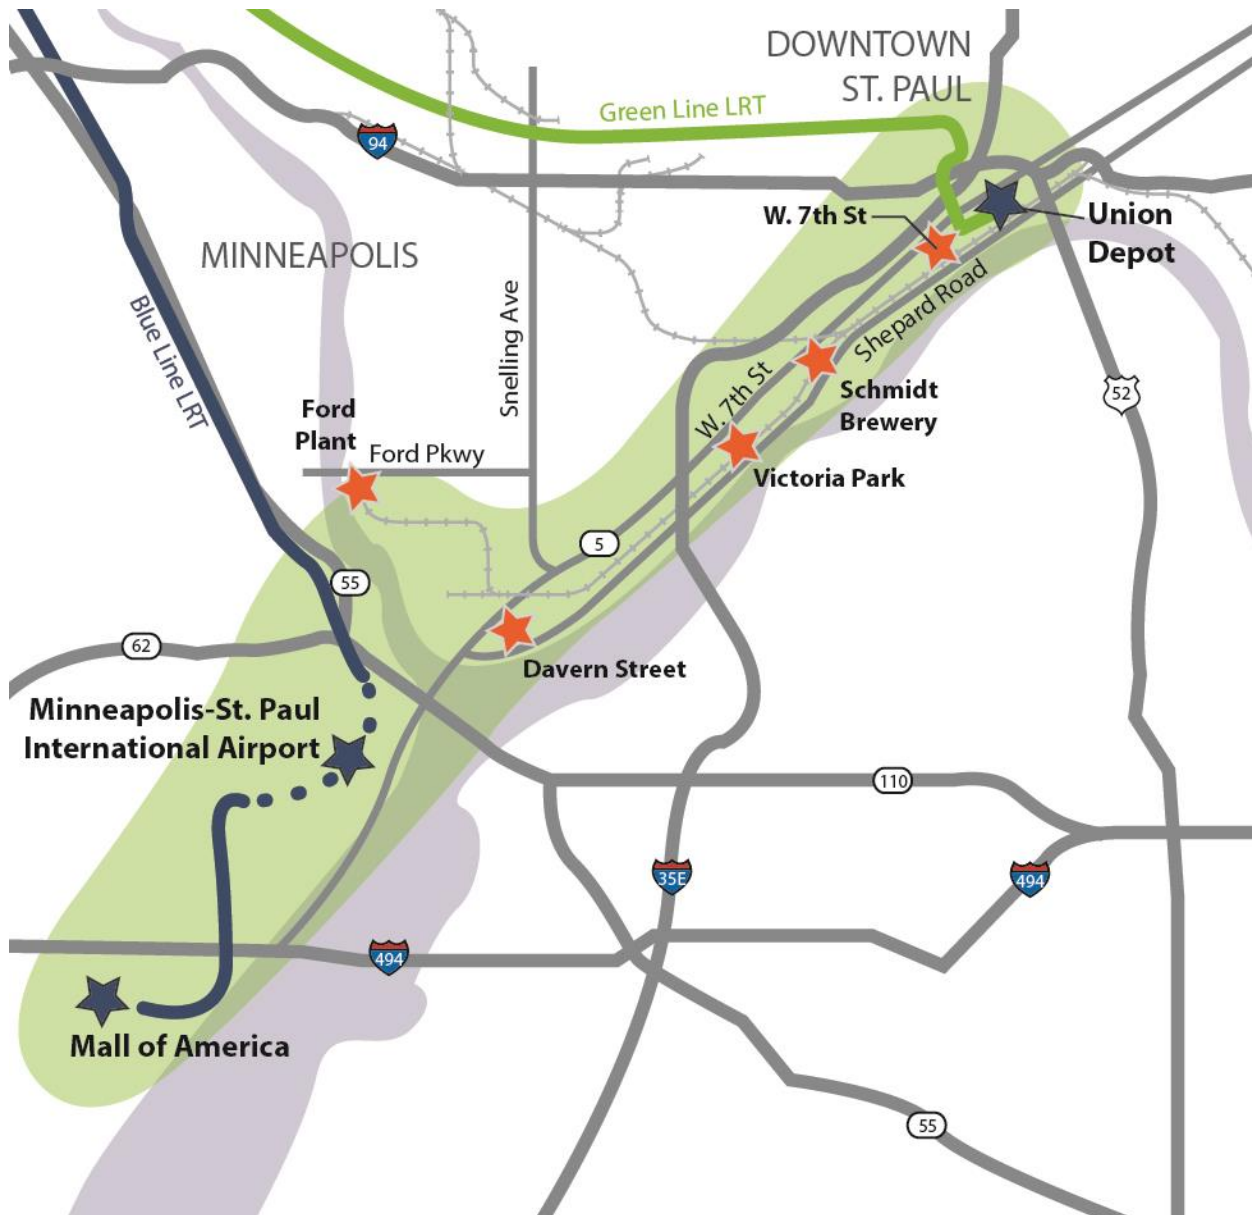 DOWNTOWN
ST. PAUL
Green Line LRT
94
W. 7th St
Union
Depot
MINNEAPOLIS
Snelling Ave
Shepard Road
Blue Line LRT
W. 7th St
Schmidt
Brewery
52
Ford
Plant
Ford Pkwy
Victoria Park
5
55
62
Davern Street
Minneapolis-St. Paul
International Airport
110
35E
494
494
Mall of America
55